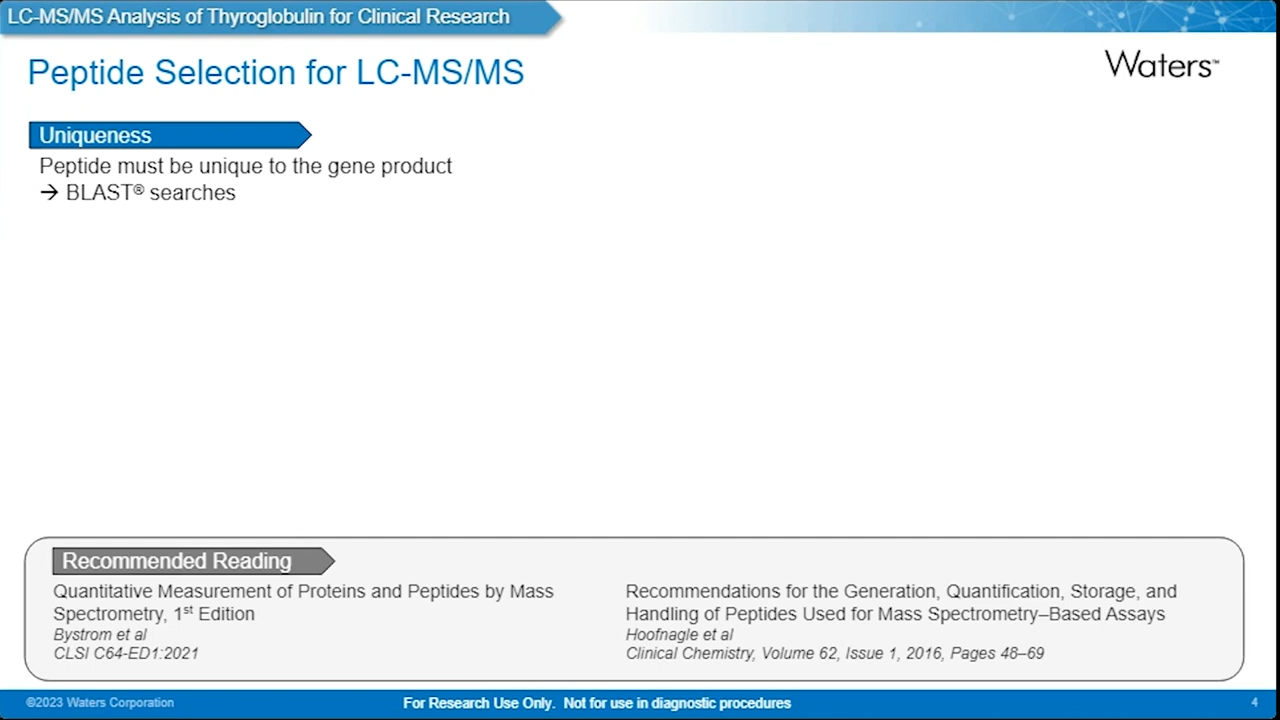 LC-MS/MS Analysis of Thyroglobulin for Clinical Research
Peptide Selection for LC-MS/MS
Waters™
Uniqueness
Peptide must be unique to the gene product
→ BLAST® searches
Recommended Reading
Quantitative Measurement of Proteins and Peptides by Mass
Spectrometry, 1st Edition
Bystrom et al
CLSI C64-ED1:2021
Recommendations for the Generation, Quantification, Storage, and
Handling of Peptides Used for Mass Spectrometry–Based Assays
Hoofnagle et al
Clinical Chemistry, Volume 62, Issue 1, 2016, Pages 48–69
©2023 Waters Corporation
For Research Use Only. Not for use in diagnostic procedures
4